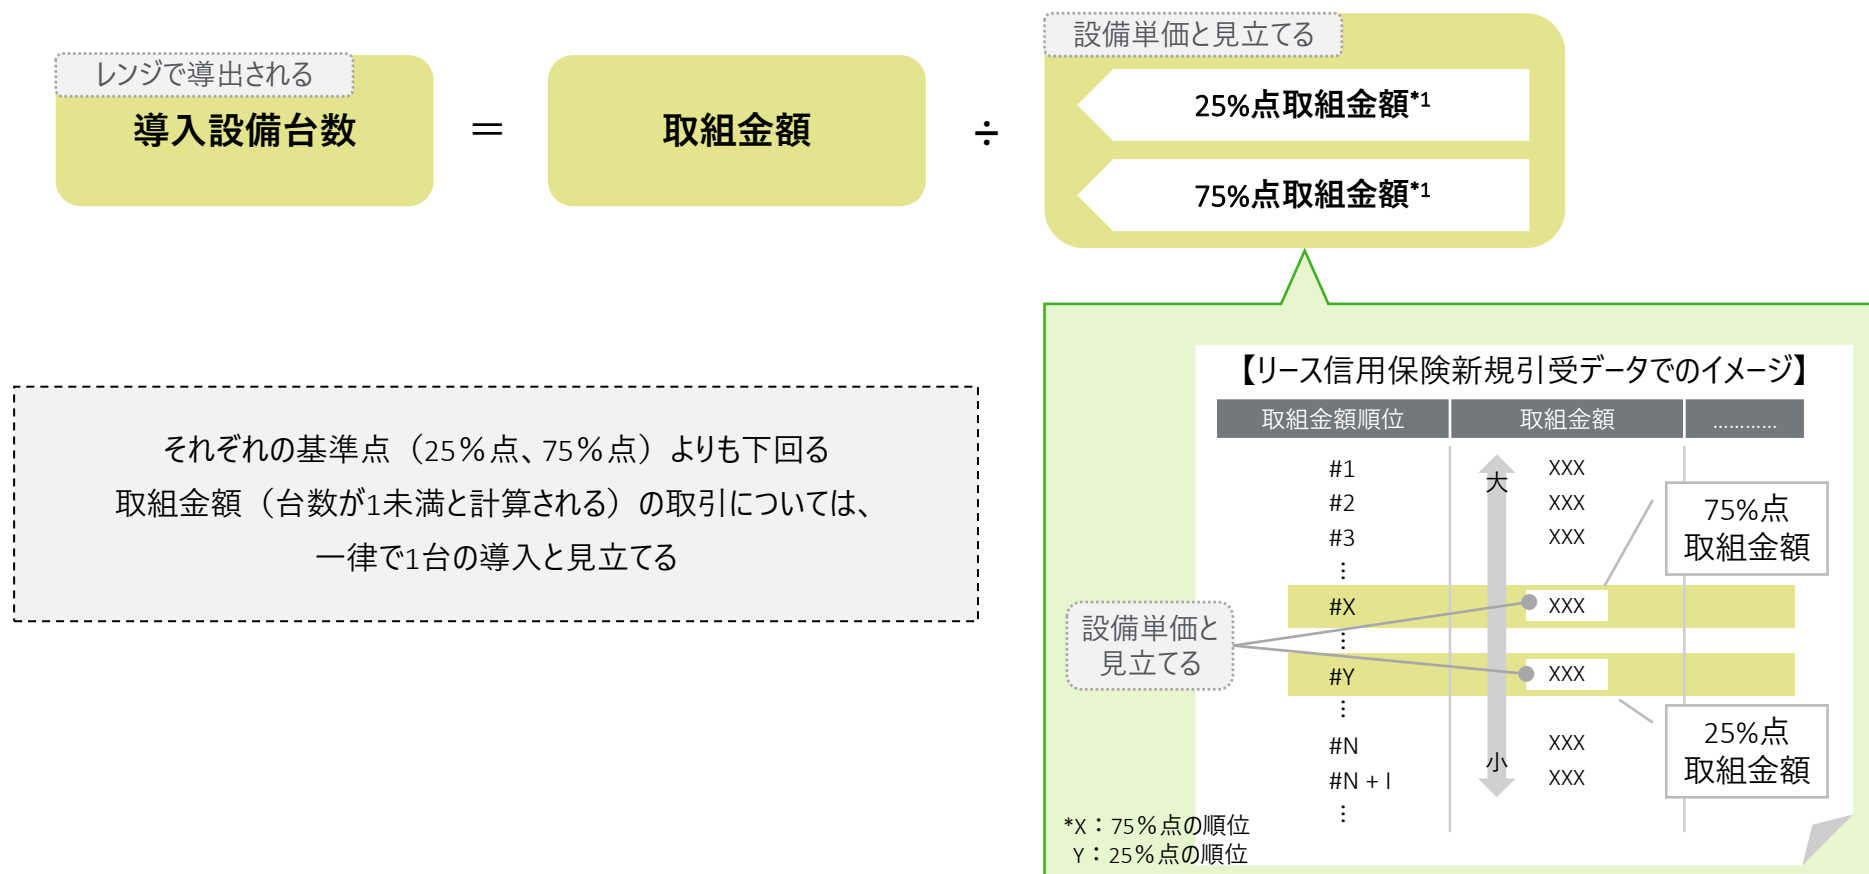 レンジで導出される
導入設備台数
＝
取組金額
÷
設備単価と見立てる
25%点取組金額*1
75%点取組金額*1
それぞれの基準点（25％点、75％点）よりも下回る
取組金額（台数が1未満と計算される）の取引については、
一律で1台の導入と見立てる
【リース信用保険新規引受データでのイメージ】
取組金額順位 取組金額 …………
#1 大 XXX
#2 XXX
#3 XXX
⋮
#X XXX
⋮
#Y XXX
⋮
#N XXX
小
#N + I XXX
⋮
75%点
取組金額
設備単価と
見立てる
25%点
取組金額
*X：75％点の順位
Y：25％点の順位